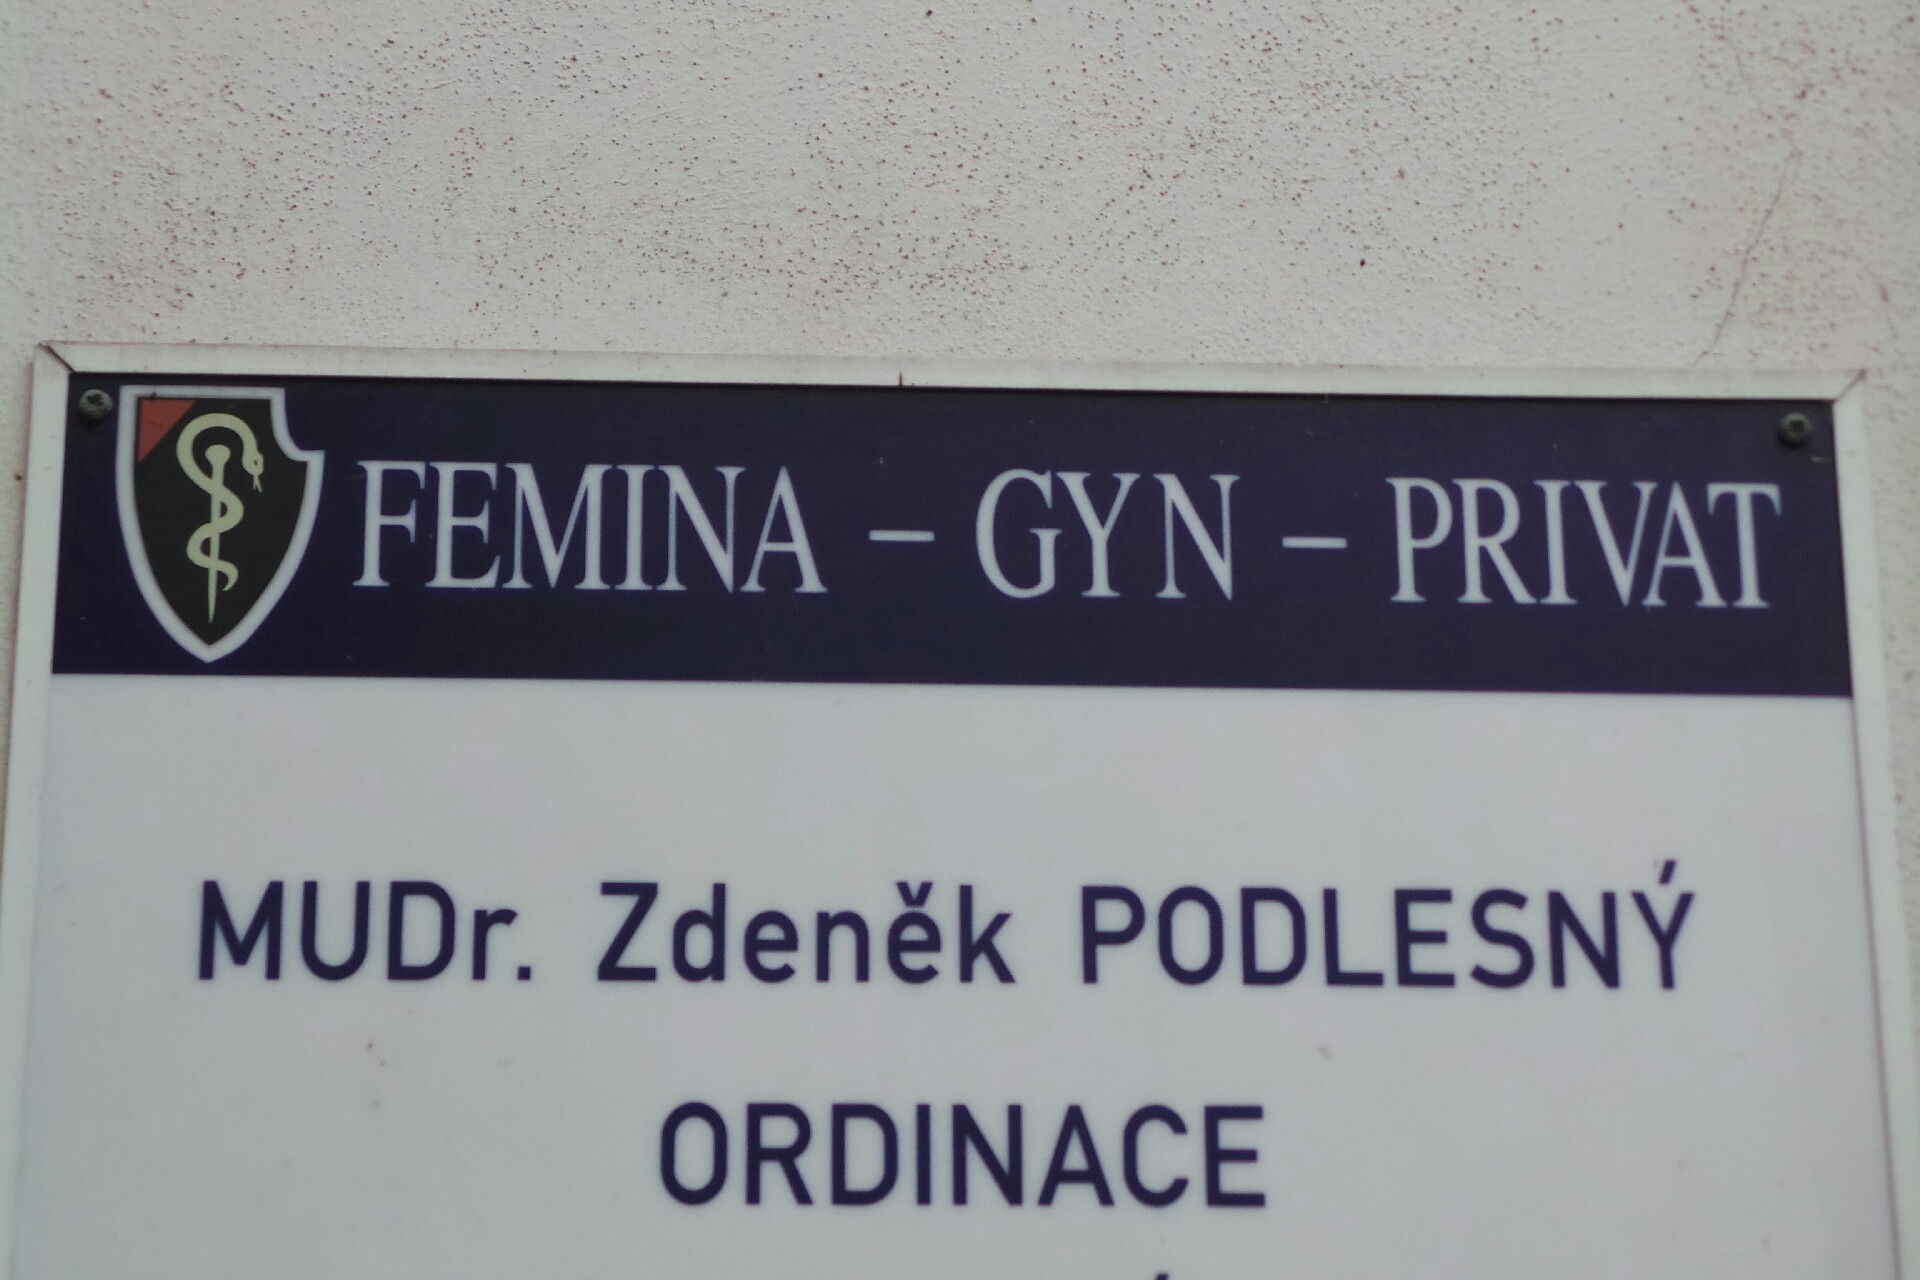 FEMINA – GYN – PRIVAT
MUDr. Zdeněk PODLESNÝ
ORDINACE